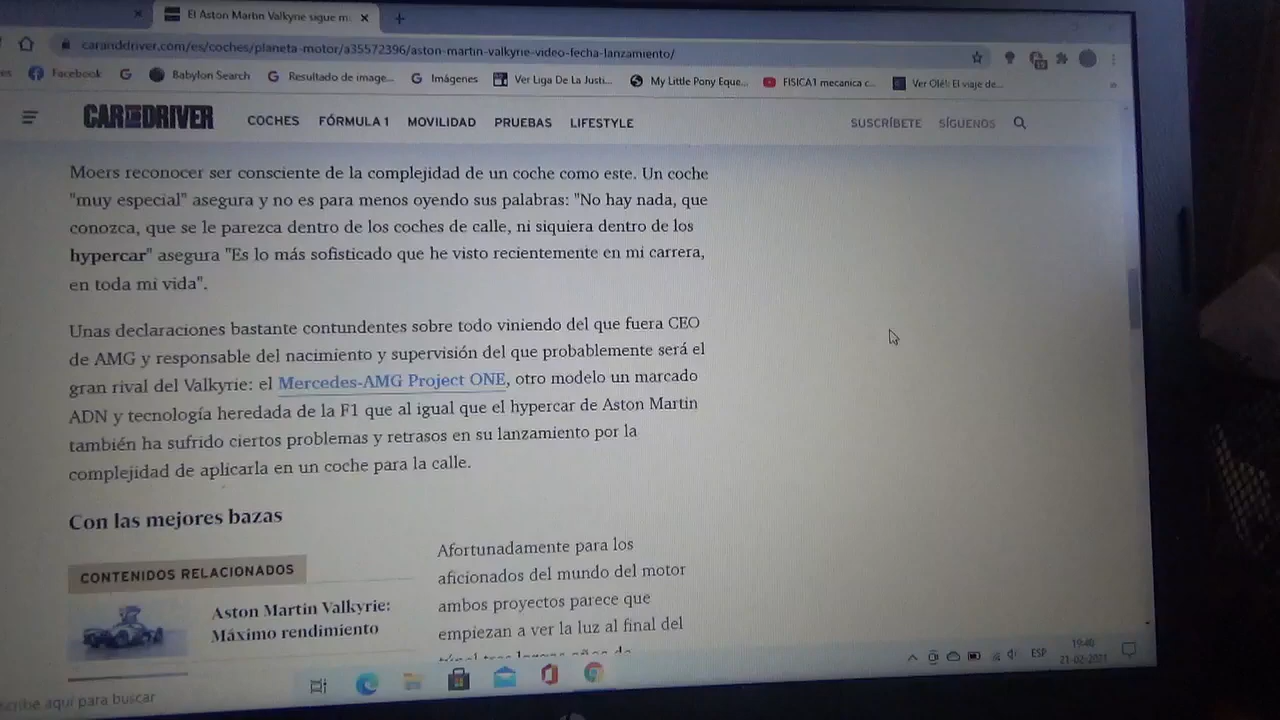 El Aston Martin Valkyrie sigue m
caranddriver.com/es/coches/planeta-motor/a35572396/aston-martin-valkyrie-video-fecha-lanzamiento/
es Facebook Babylon Search Resultado de image... Imágenes Ver Liga De La Justi... My Little Pony Eque... FISICA1 mecanica c... Ver Olé!: El viaje de...
CAR AND DRIVER COCHES FÓRMULA 1 MOVILIDAD PRUEBAS LIFESTYLE SUSCRÍBETE SÍGUENOS
Moers reconocer ser consciente de la complejidad de un coche como este. Un coche
"muy especial" asegura y no es para menos oyendo sus palabras: "No hay nada, que
conozca, que se le parezca dentro de los coches de calle, ni siquiera dentro de los
hypercar" asegura "Es lo más sofisticado que he visto recientemente en mi carrera,
en toda mi vida".
Unas declaraciones bastante contundentes sobre todo viniendo del que fuera CEO
de AMG y responsable del nacimiento y supervisión del que probablemente será el
gran rival del Valkyrie: el Mercedes-AMG Project ONE, otro modelo un marcado
ADN y tecnología heredada de la F1 que al igual que el hypercar de Aston Martin
también ha sufrido ciertos problemas y retrasos en su lanzamiento por la
complejidad de aplicarla en un coche para la calle.
Con las mejores bazas
CONTENIDOS RELACIONADOS
Aston Martin Valkyrie:
Máximo rendimiento
Afortunadamente para los
aficionados del mundo del motor
ambos proyectos parece que
empiezan a ver la luz al final del
ESP
19:40
21-02-2021
scribe aquí para buscar